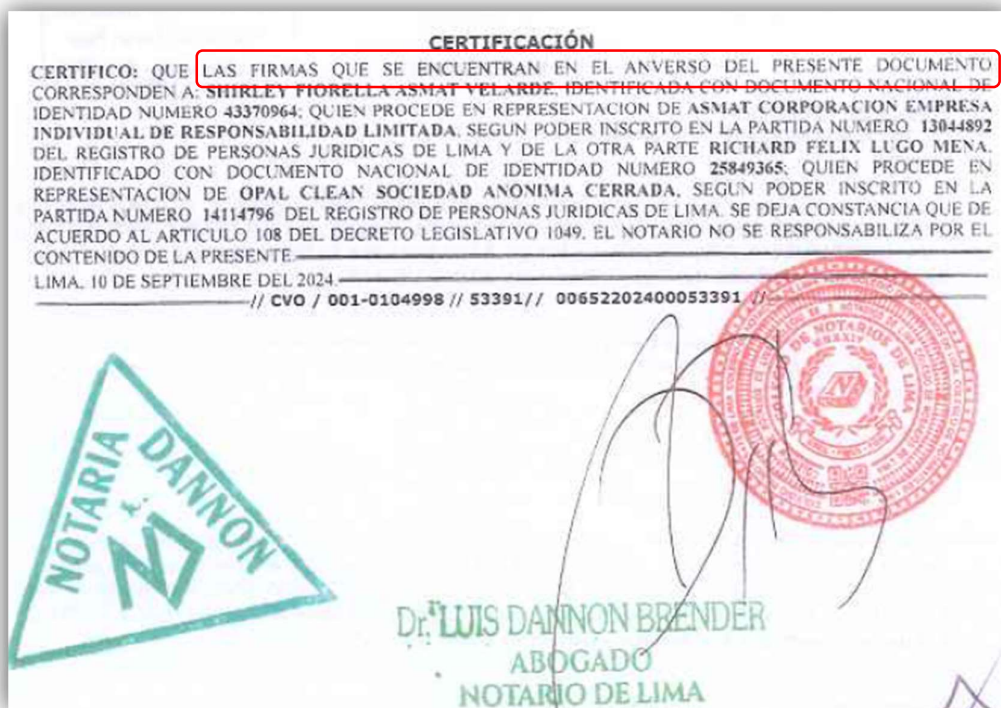 CERTIFICACIÓN
CERTIFICO: QUE LAS FIRMAS QUE SE ENCUENTRAN EN EL ANVERSO DEL PRESENTE DOCUMENTO
CORRESPONDEN A: SHIRLEY FIORELLA ASMAT VELARDE, IDENTIFICADA CON DOCUMENTO NACIONAL DE
IDENTIDAD NUMERO 43370964; QUIEN PROCEDE EN REPRESENTACION DE ASMAT CORPORACION EMPRESA
INDIVIDUAL DE RESPONSABILIDAD LIMITADA, SEGUN PODER INSCRITO EN LA PARTIDA NUMERO 13044892
DEL REGISTRO DE PERSONAS JURIDICAS DE LIMA Y DE LA OTRA PARTE RICHARD FELIX LUGO MENA,
IDENTIFICADO CON DOCUMENTO NACIONAL DE IDENTIDAD NUMERO 25849365; QUIEN PROCEDE EN
REPRESENTACION DE OPAL CLEAN SOCIEDAD ANONIMA CERRADA, SEGUN PODER INSCRITO EN LA
PARTIDA NUMERO 14114796 DEL REGISTRO DE PERSONAS JURIDICAS DE LIMA. SE DEJA CONSTANCIA QUE DE
ACUERDO AL ARTICULO 108 DEL DECRETO LEGISLATIVO 1049, EL NOTARIO NO SE RESPONSABILIZA POR EL
CONTENIDO DE LA PRESENTE.
LIMA, 10 DE SEPTIEMBRE DEL 2024.
// CVO / 001-0104998 // 53391// 00652202400053391 //
DE NOTARIOS DE LIMA
NOTARIA DANNON
Dr. LUIS DANNON BRENDER
ABOGADO
NOTARIO DE LIMA